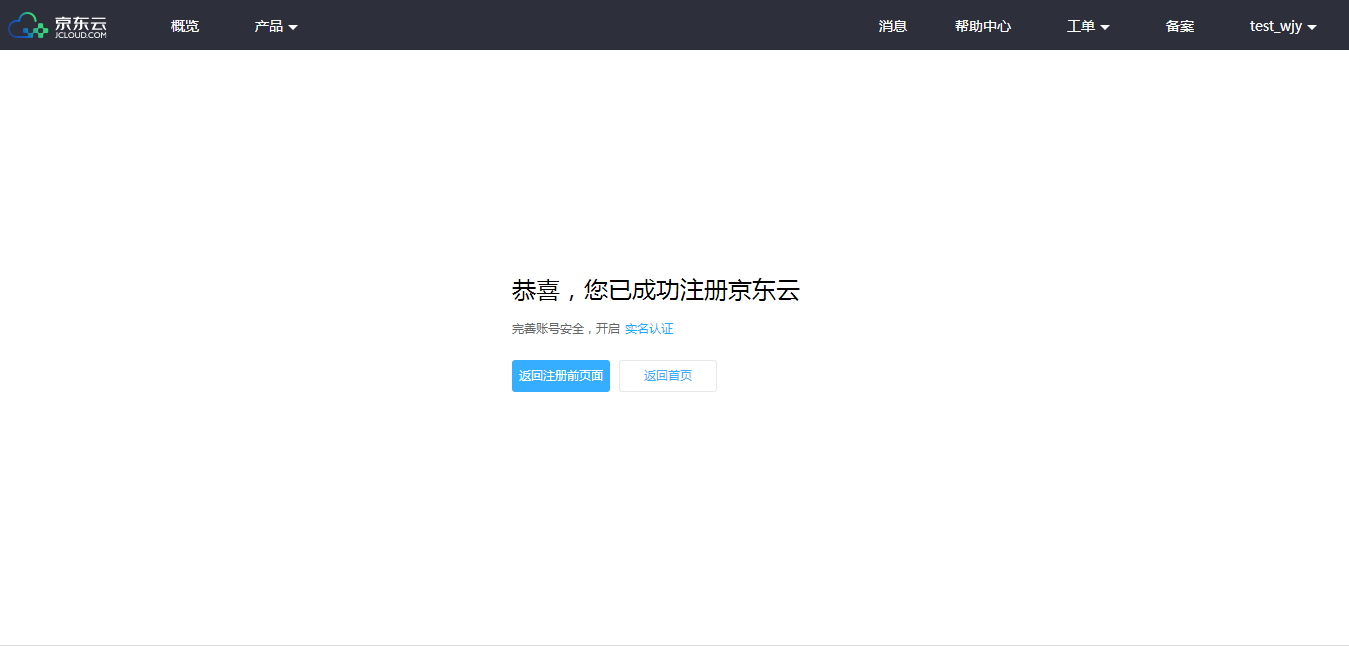 京东云
JCLOUD.COM
概览
产品
消息
帮助中心
工单
备案
test_wjy
恭喜，您已成功注册京东云
完善账号安全，开启 实名认证
返回注册前页面
返回首页